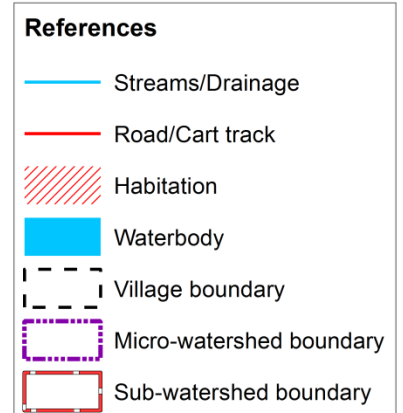 References
Streams/Drainage
Road/Cart track
Habitation
Waterbody
Village boundary
Micro-watershed boundary
Sub-watershed boundary